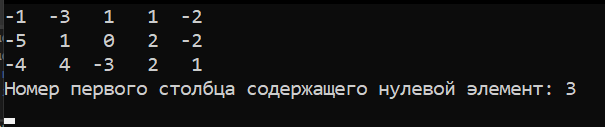 -1 -3 1 1 -2
-5 1 0 2 -2
-4 4 -3 2 1
Номер первого столбца содержащего нулевой элемент: 3